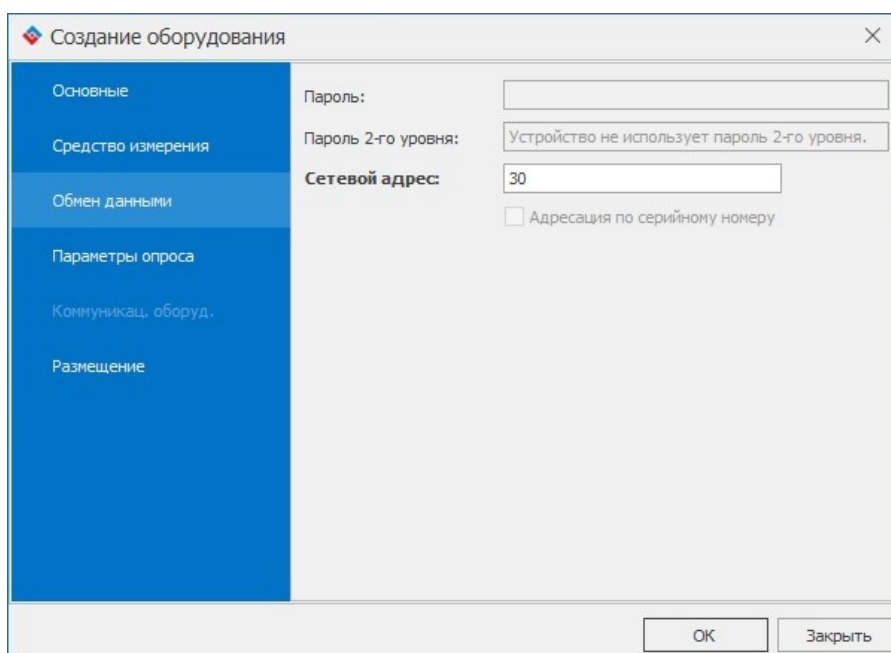 Создание оборудования
Основные
Средство измерения
Обмен данными
Параметры опроса
Коммуникац. оборуд.
Размещение
Пароль:
Пароль 2-го уровня: Устройство не использует пароль 2-го уровня.
Сетевой адрес: 30
Адресация по серийному номеру
ОК Закрыть